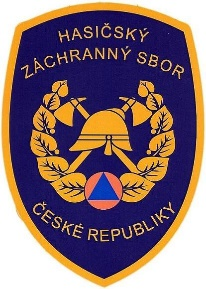 HASIČSKÝ
ZÁCHRANNÝ SBOR
ČESKÉ REPUBLIKY